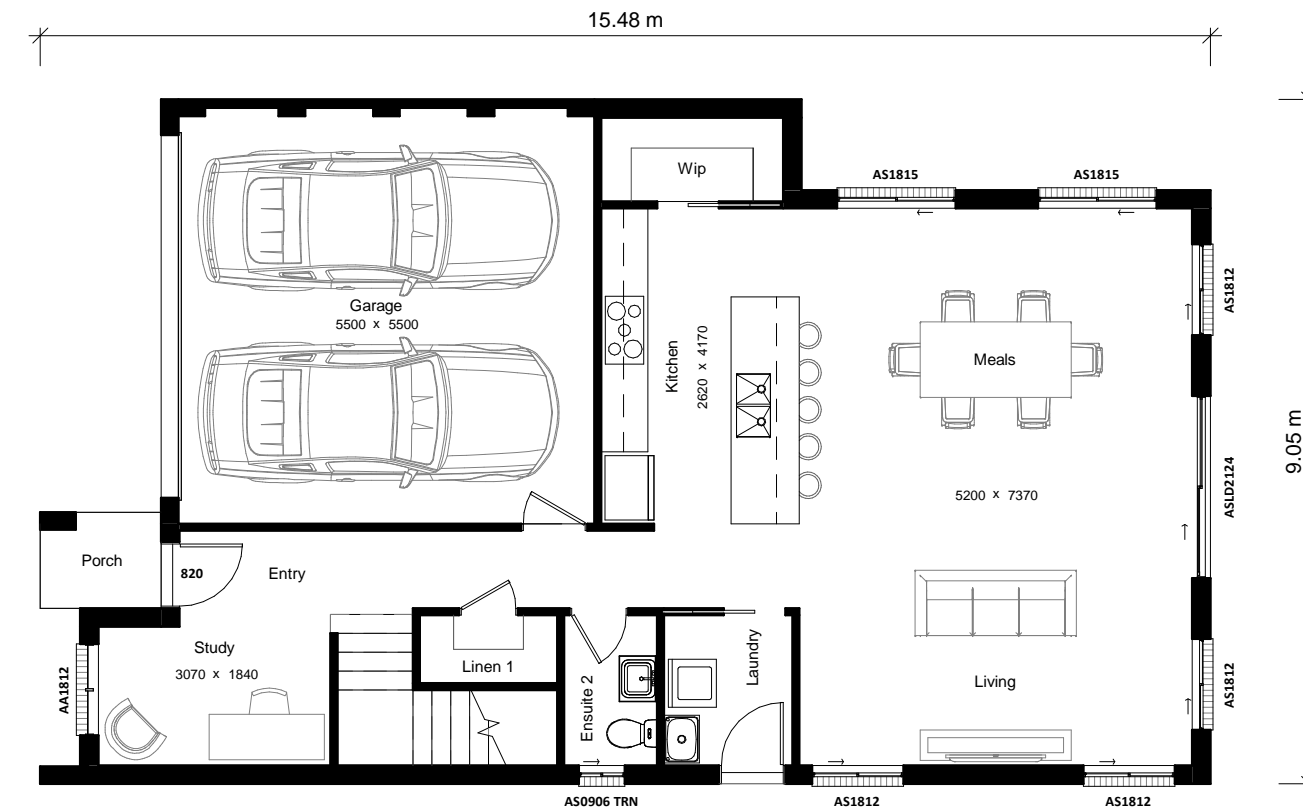 15.48 m
9.05 m
Wip
AS1815
AS1815
AS1812
Garage
5500 x 5500
Kitchen
2620 x 4170
Meals
5200 x 7370
ASLD2124
Porch
820
Entry
Study
3070 x 1840
AA1812
Linen 1
Ensuite 2
Laundry
Living
AS1812
AS0906 TRN
AS1812
AS1812